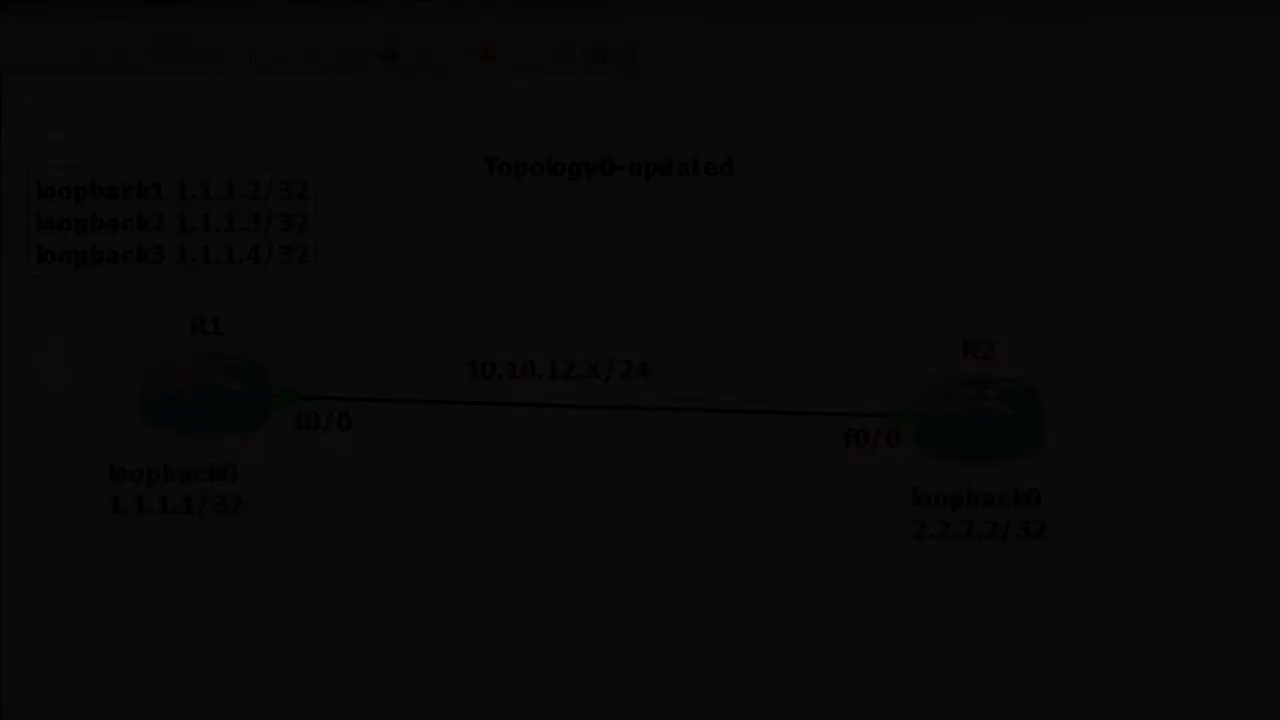 Topology0-updated
loopback1 1.1.1.2/32
loopback2 1.1.1.3/32
loopback3 1.1.1.4/32
R1
R2
10.10.12.X/24
f0/0
f0/0
loopback0
1.1.1.1/32
loopback0
2.2.2.2/32